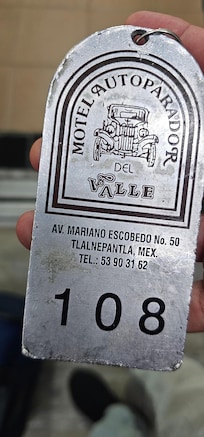 MOTEL AUTOPARADOR
DEL
VALLE
AV. MARIANO ESCOBEDO No. 50
TLALNEPANTLA, MEX.
TEL.: 53 90 31 62
108